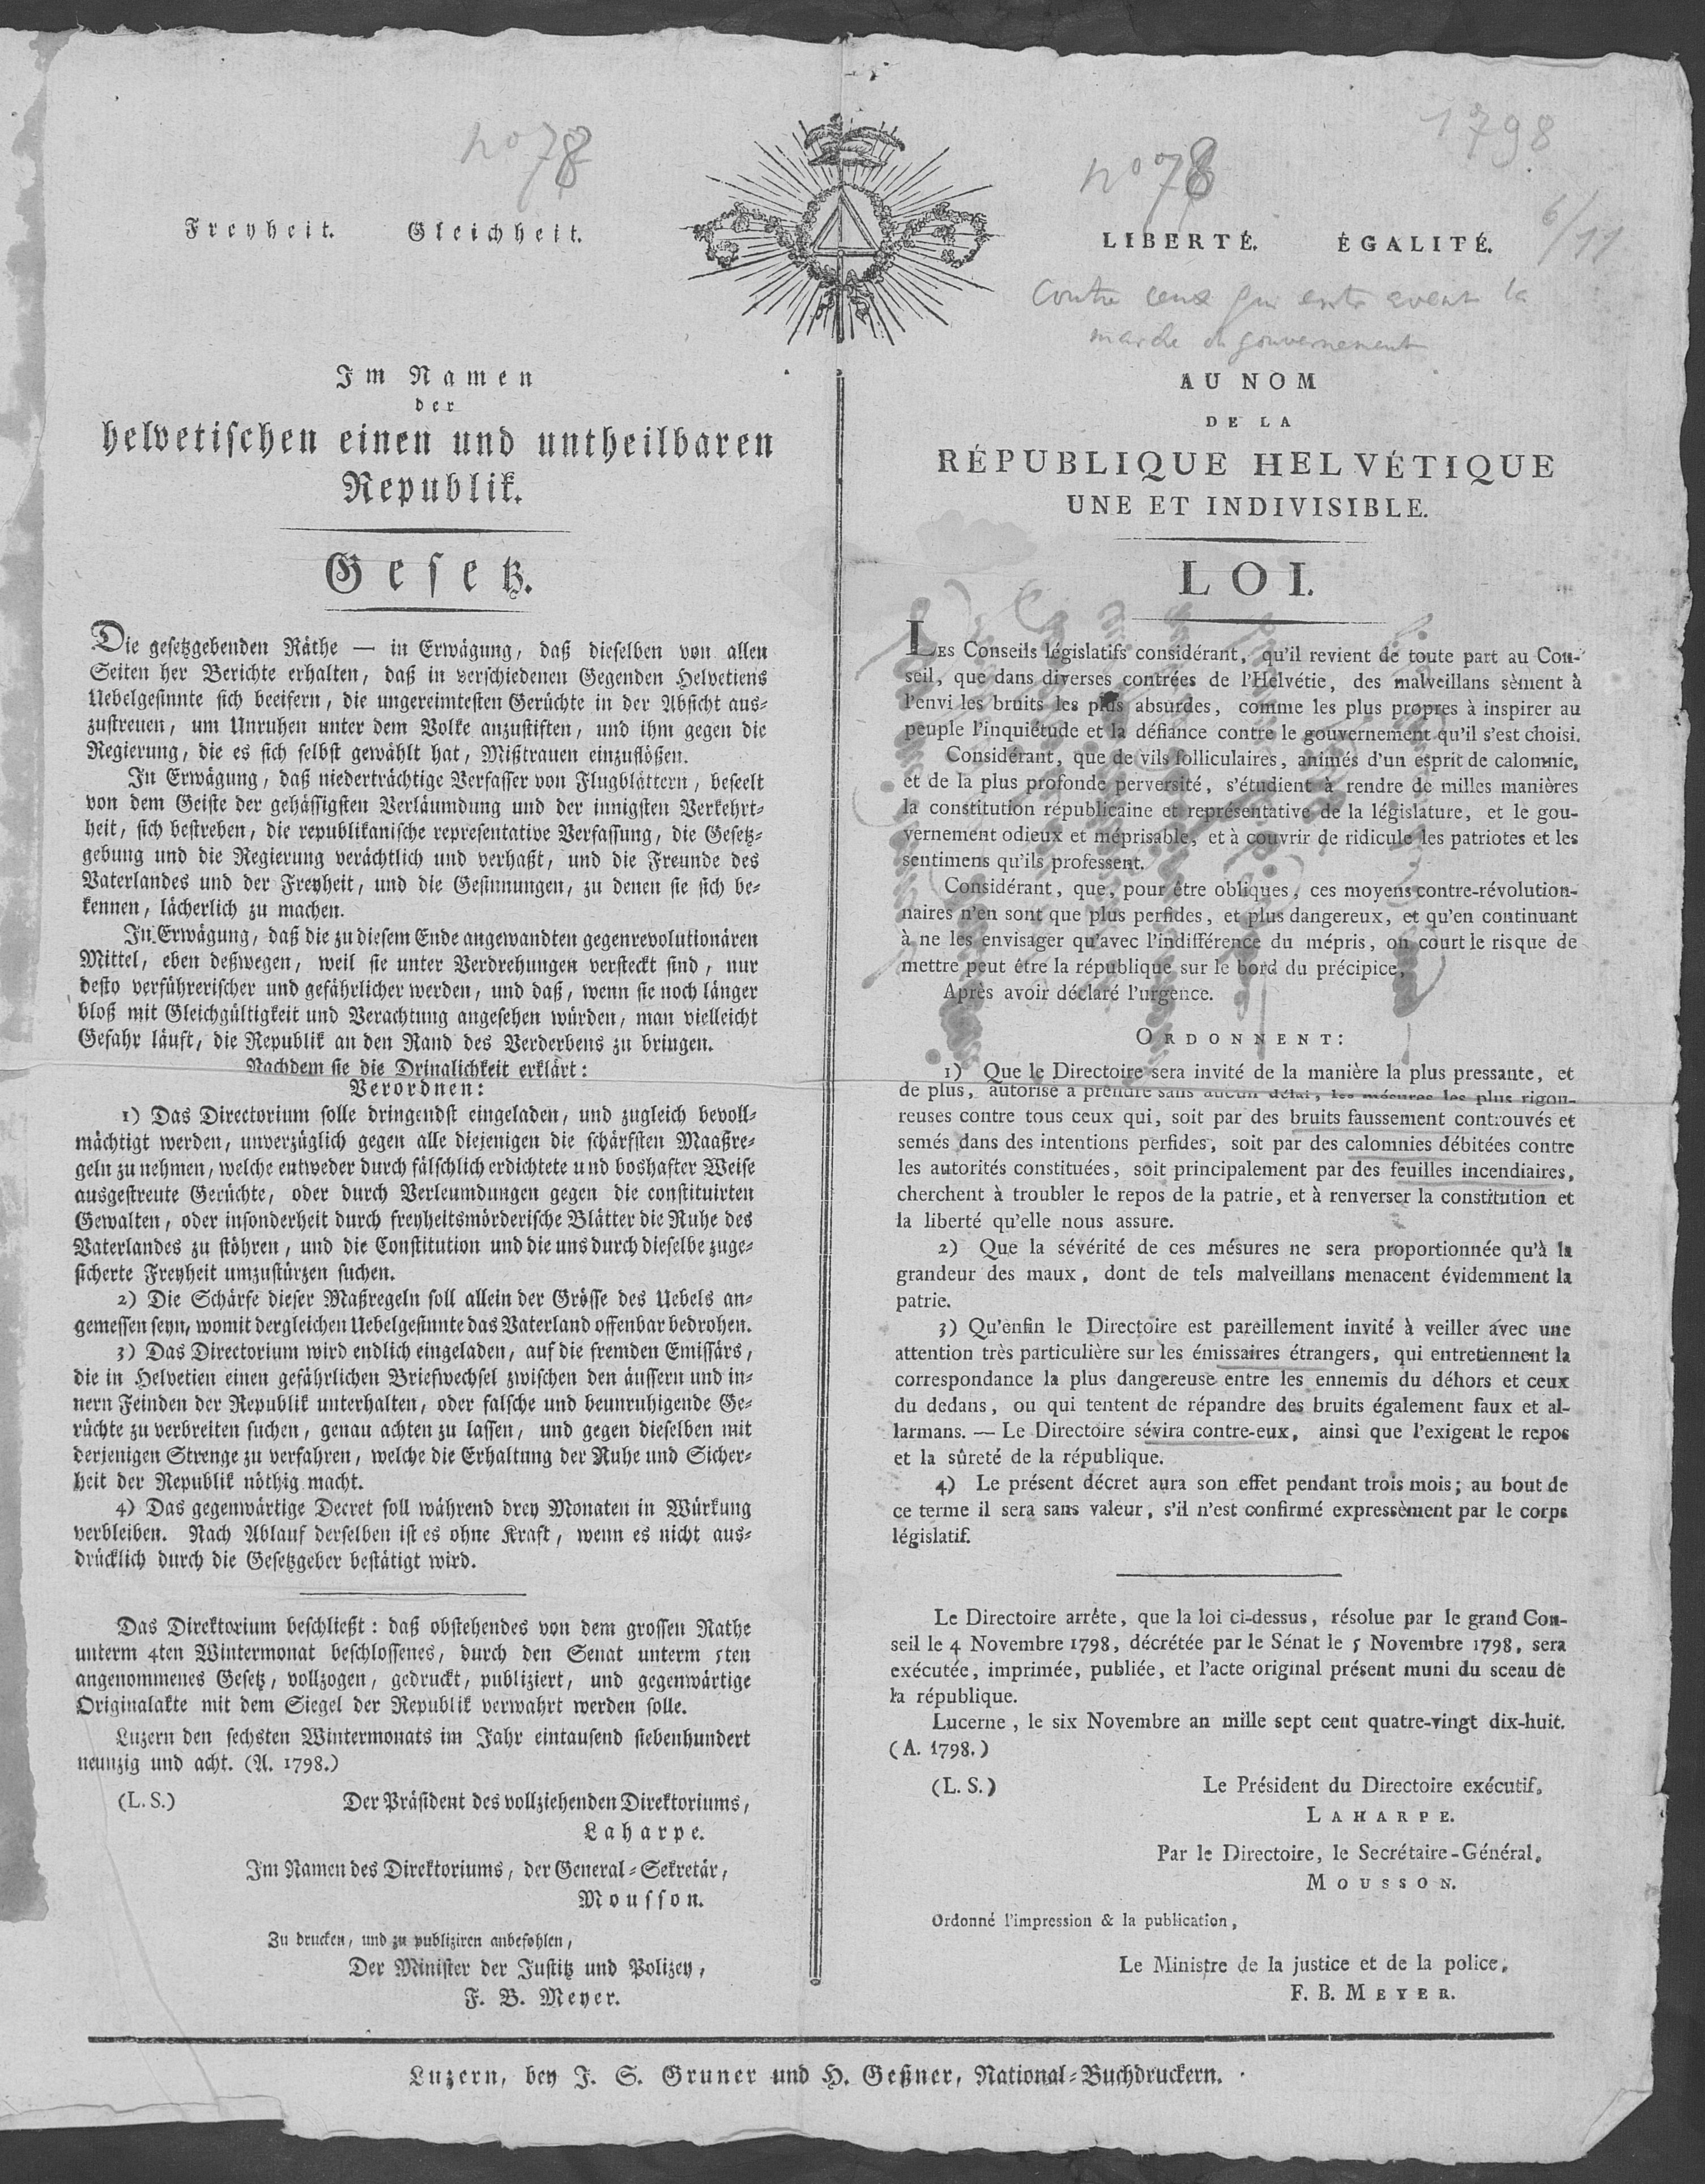 no 78
Freyheit. Gleichheit.
Im Namen
der
helvetischen einen und untheilbaren
Republik.
Gesetz.
Die gesetzgebenden Räthe — in Erwägung, daß dieselben von allen
Seiten her Berichte erhalten, daß in verschiedenen Gegenden Helvetiens
Uebelgesinnte sich beeifern, die ungereimtesten Gerüchte in der Absicht aus-
zustreuen, um Unruhen unter dem Volke anzustiften, und ihm gegen die
Regierung, die es sich selbst gewählt hat, Mißtrauen einzuflößen.
In Erwägung, daß niederträchtige Verfasser von Flugblättern, beseelt
von dem Geiste der gehässigsten Verläumdung und der innigsten Verkehrt-
heit, sich bestreben, die republikanische representative Verfassung, die Gesetz-
gebung und die Regierung verächtlich und verhaßt, und die Freunde des
Vaterlandes und der Freyheit, und die Gesinnungen, zu denen sie sich be-
kennen, lächerlich zu machen.
In Erwägung, daß die zu diesem Ende angewandten gegenrevolutionären
Mittel, eben deßwegen, weil sie unter Verdrehungen versteckt sind, nur
desto verführerischer und gefährlicher werden, und daß, wenn sie noch länger
bloß mit Gleichgültigkeit und Verachtung angesehen würden, man vielleicht
Gefahr läuft, die Republik an den Rand des Verderbens zu bringen.
Nachdem sie die Dringlichkeit erklärt:
Verordnen:
1) Das Directorium solle dringendst eingeladen, und zugleich bevoll-
mächtigt werden, unverzüglich gegen alle diejenigen die schärfsten Maaßre-
geln zu nehmen, welche entweder durch fälschlich erdichtete und boshafter Weise
ausgestreute Gerüchte, oder durch Verleumdungen gegen die constituirten
Gewalten, oder insonderheit durch freyheitsmörderische Blätter die Ruhe des
Vaterlandes zu stöhren, und die Constitution und die uns durch dieselbe zuge-
sicherte Freyheit umzustürzen suchen.
2) Die Schärfe dieser Maßregeln soll allein der Grösse des Uebels an-
gemessen seyn, womit dergleichen Uebelgesinnte das Vaterland offenbar bedrohen.
3) Das Directorium wird endlich eingeladen, auf die fremden Emissärs,
die in Helvetien einen gefährlichen Briefwechsel zwischen den äussern und in-
nern Feinden der Republik unterhalten, oder falsche und beunruhigende Ge-
rüchte zu verbreiten suchen, genau achten zu lassen, und gegen dieselben mit
derjenigen Strenge zu verfahren, welche die Erhaltung der Ruhe und Sicher-
heit der Republik nöthig macht.
4) Das gegenwärtige Decret soll während drey Monaten in Würkung
verbleiben. Nach Ablauf derselben ist es ohne Kraft, wenn es nicht aus-
drücklich durch die Gesetzgeber bestätigt wird.
Das Direktorium beschließt: daß obstehendes von dem grossen Rathe
unterm 4ten Wintermonat beschlossenes, durch den Senat unterm 5ten
angenommenes Gesetz, vollzogen, gedruckt, publiziert, und gegenwärtige
Originalakte mit dem Siegel der Republik verwahrt werden solle.
Luzern den sechsten Wintermonats im Jahr eintausend siebenhundert
neunzig und acht. (A. 1798.)
(L. S.) Der Präsident des vollziehenden Direktoriums,
Laharpe.
Im Namen des Direktoriums, der General-Sekretär,
Mousson.
Zu drucken, und zu publiziren anbefohlen,
Der Minister der Justitz und Polizey,
F. B. Meyer.
1798
no 78
6/11
LIBERTÉ. ÉGALITÉ.
Contre ceux qui entravent la
marche du gouvernement
AU NOM
DE LA
RÉPUBLIQUE HELVÉTIQUE
UNE ET INDIVISIBLE.
LOI.
LES Conseils législatifs considérant, qu'il revient de toute part au Con-
seil, que dans diverses contrées de l'Helvétie, des malveillans sèment à
l'envi les bruits les plus absurdes, comme les plus propres à inspirer au
peuple l'inquiétude et la défiance contre le gouvernement qu'il s'est choisi.
Considérant, que de vils folliculaires, animés d'un esprit de calomnie,
et de la plus profonde perversité, s'étudient à rendre de milles manières
la constitution républicaine et représentative de la législature, et le gou-
vernement odieux et méprisable, et à couvrir de ridicule les patriotes et les
sentimens qu'ils professent.
Considérant, que, pour être obliques, ces moyens contre-révolution-
naires n'en sont que plus perfides, et plus dangereux, et qu'en continuant
à ne les envisager qu'avec l'indifférence du mépris, on court le risque de
mettre peut être la république sur le bord du précipice,
Après avoir déclaré l'urgence.
ORDONNENT:
1) Que le Directoire sera invité de la manière la plus pressante, et
de plus, autorisé à prendre sans aucun délai, les mésures les plus rigou-
reuses contre tous ceux qui, soit par des bruits faussement controuvés et
semés dans des intentions perfides, soit par des calomnies débitées contre
les autorités constituées, soit principalement par des feuilles incendiaires,
cherchent à troubler le repos de la patrie, et à renverser la constitution et
la liberté qu'elle nous assure.
2) Que la sévérité de ces mésures ne sera proportionnée qu'à la
grandeur des maux, dont de tels malveillans menacent évidemment la
patrie.
3) Qu'enfin le Directoire est pareillement invité à veiller avec une
attention très particulière sur les émissaires étrangers, qui entretiennent la
correspondance la plus dangereuse entre les ennemis du déhors et ceux
du dedans, ou qui tentent de répandre des bruits également faux et al-
larmans. — Le Directoire sévira contre-eux, ainsi que l'exigent le repos
et la sûreté de la république.
4) Le présent décret aura son effet pendant trois mois; au bout de
ce terme il sera sans valeur, s'il n'est confirmé expressèment par le corps
législatif.
Le Directoire arrête, que la loi ci-dessus, résolue par le grand Con-
seil le 4 Novembre 1798, décrétée par le Sénat le 5 Novembre 1798, sera
exécutée, imprimée, publiée, et l'acte original présent muni du sceau de
la république.
Lucerne, le six Novembre an mille sept cent quatre-vingt dix-huit.
(A. 1798.)
(L. S.) Le Président du Directoire exécutif,
LAHARPE.
Par le Directoire, le Secrétaire-Général,
MOUSSON.
Ordonné l'impression & la publication,
Le Ministre de la justice et de la police,
F. B. MEYER.
Luzern, bey J. S. Gruner und H. Geßner, National-Buchdruckern.